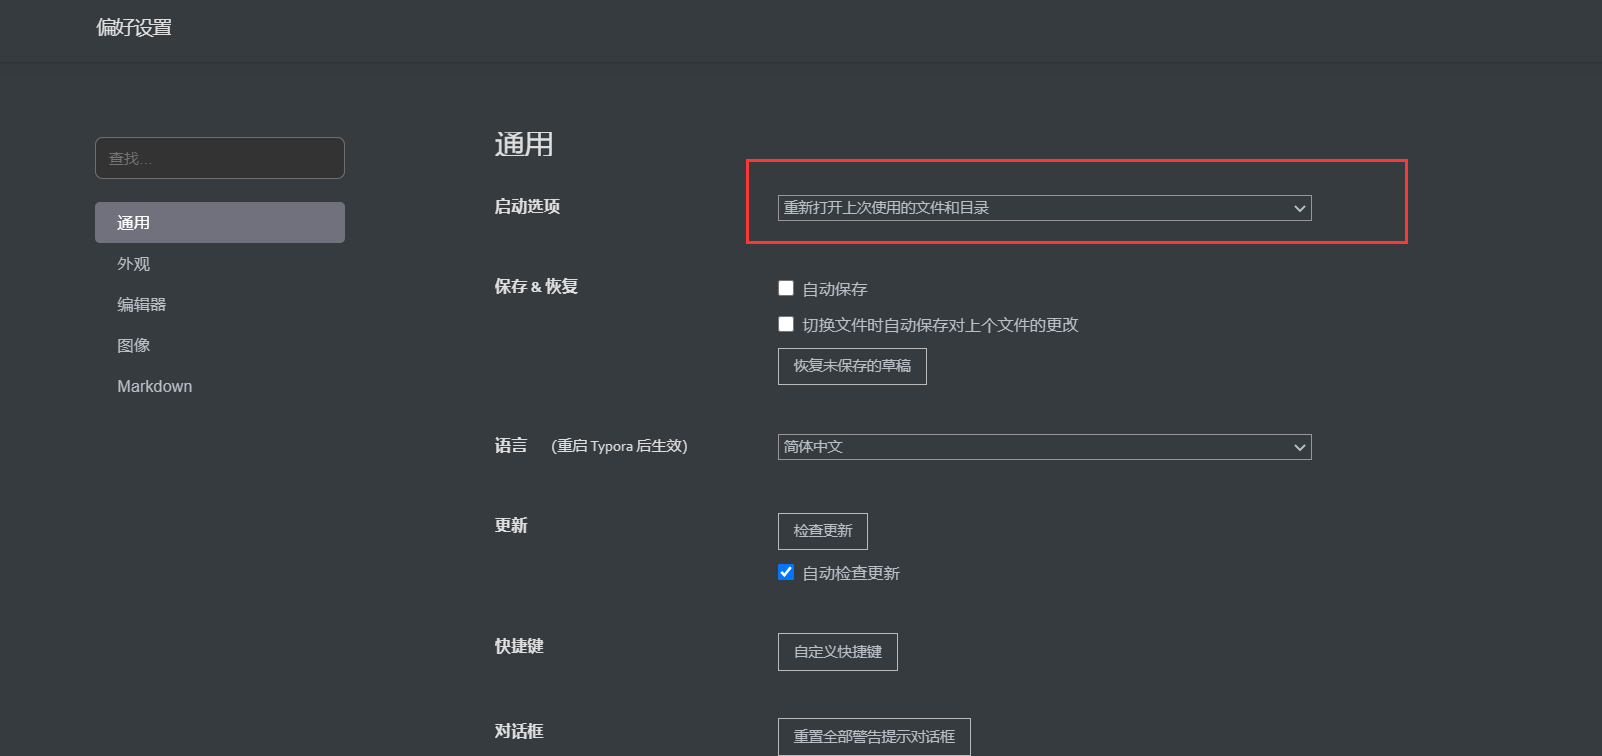 偏好设置
查找...
通用
外观
编辑器
图像
Markdown
通用
启动选项
重新打开上次使用的文件和目录
保存 & 恢复
自动保存
切换文件时自动保存对上个文件的更改
恢复未保存的草稿
语言 (重启 Typora 后生效)
简体中文
更新
检查更新
自动检查更新
快捷键
自定义快捷键
对话框
重置全部警告提示对话框